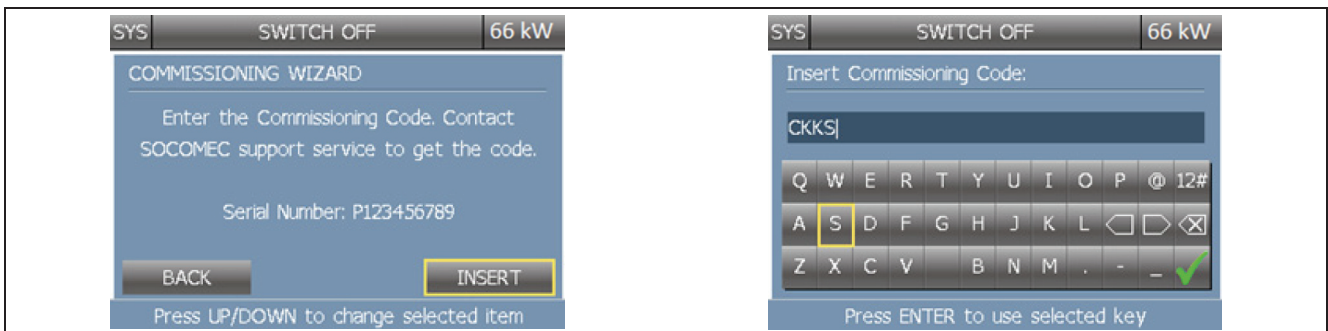 SYS SWITCH OFF 66 kW
COMMISSIONING WIZARD
Enter the Commissioning Code. Contact
SOCOMEC support service to get the code.
Serial Number: P123456789
BACK INSERT
Press UP/DOWN to change selected item
SYS SWITCH OFF 66 kW
Insert Commissioning Code:
CKKS
Q W E R T Y U I O P @ 12#
A S D F G H J K L
Z X C V B N M . - _
Press ENTER to use selected key